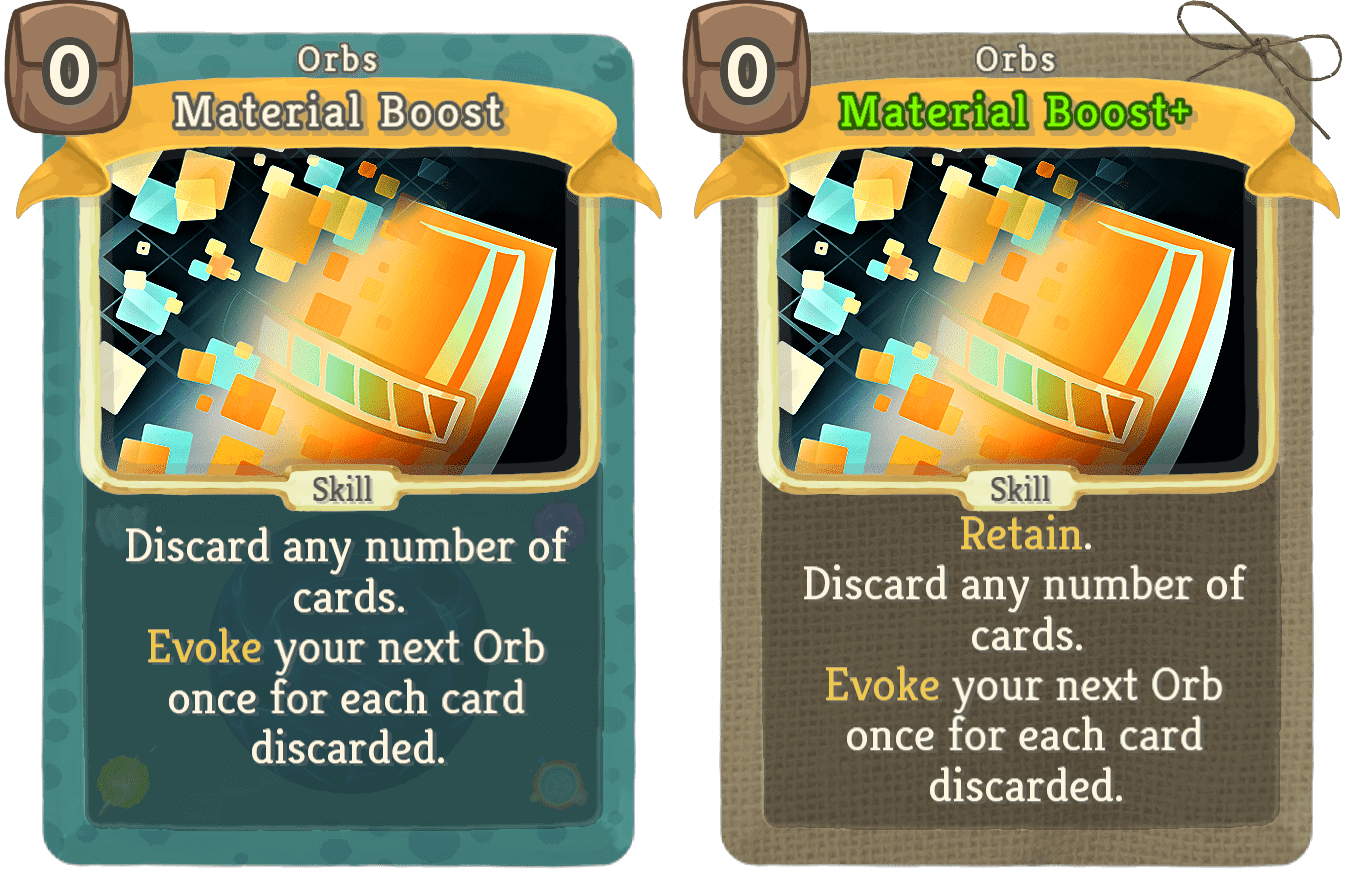 0
Orbs
Material Boost
Skill
Discard any number of
cards.
Evoke your next Orb
once for each card
discarded.
0
Orbs
Material Boost+
Skill
Retain.
Discard any number of
cards.
Evoke your next Orb
once for each card
discarded.